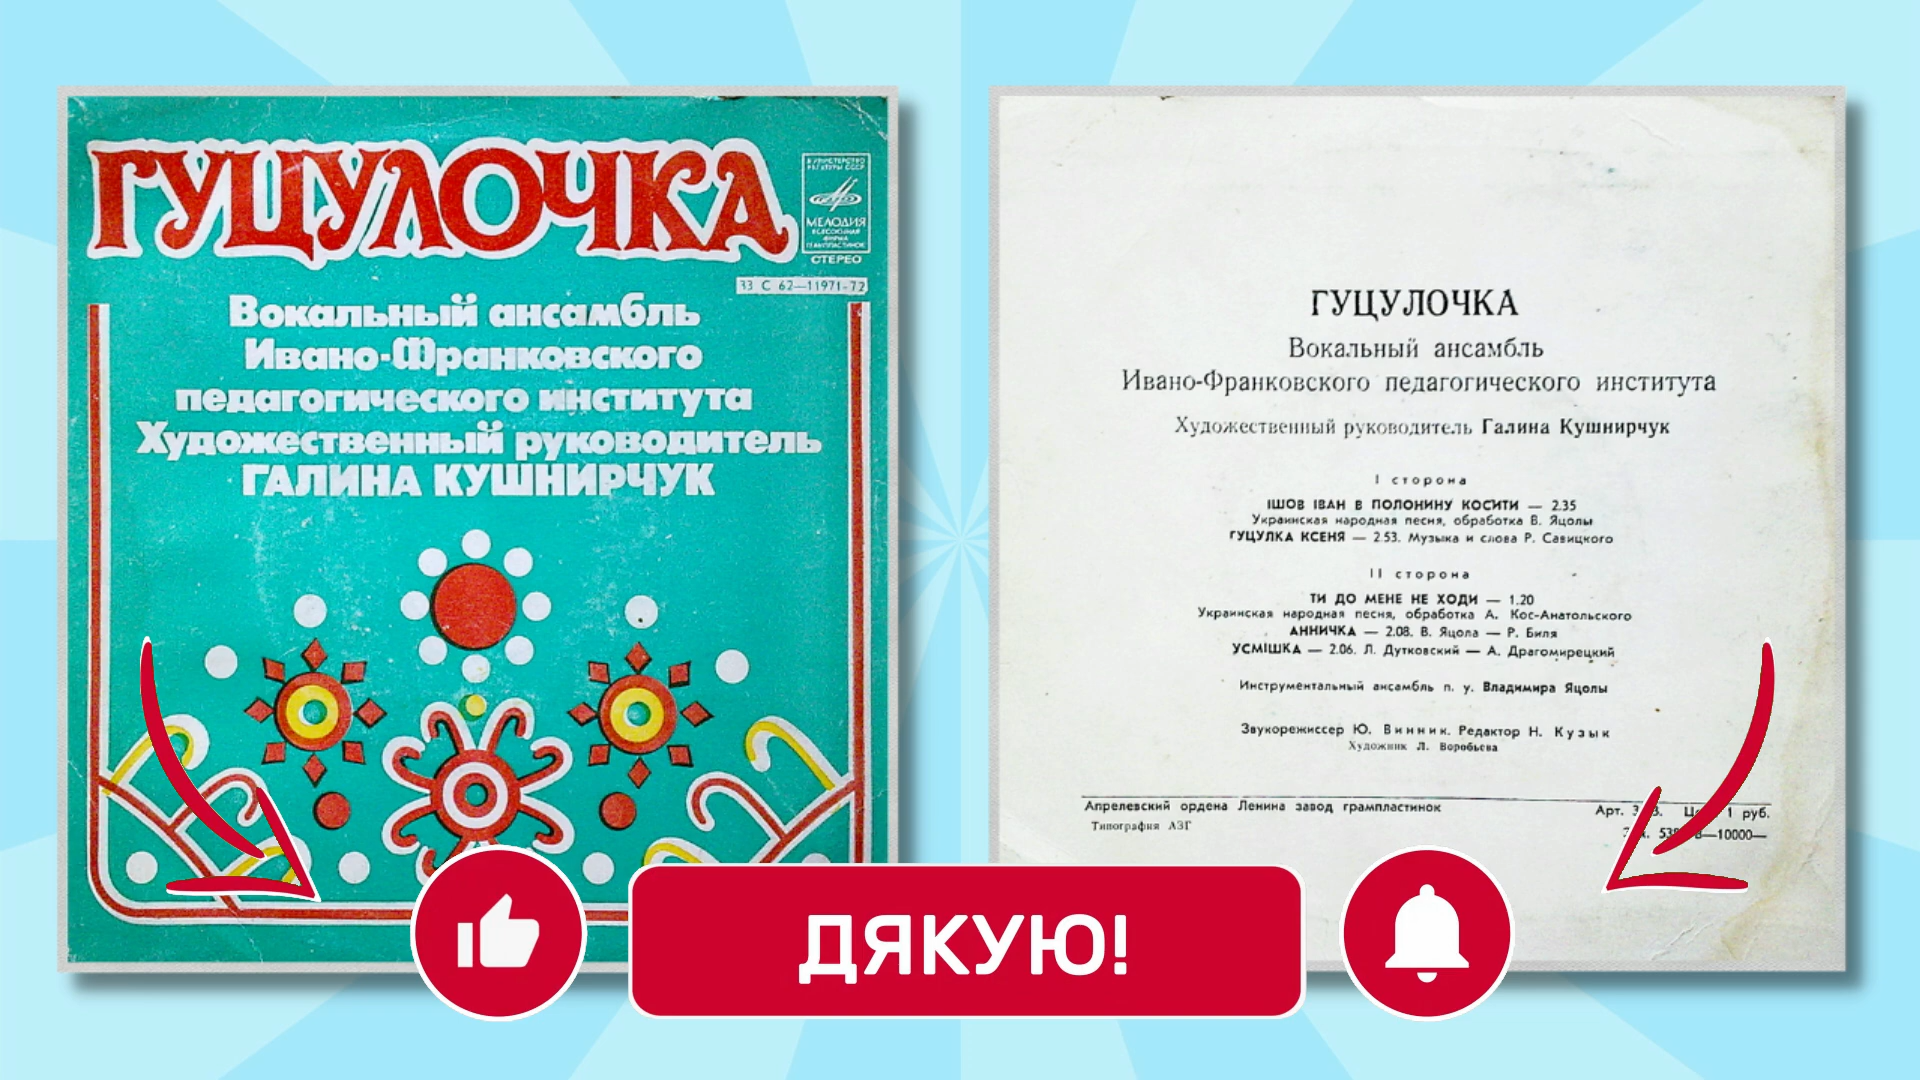 ГУЦУЛОЧКА
МЕЛОДИЯ
ВСЕСОЮЗНАЯ
ФИРМА
ГРАМПЛАСТИНОК
СТЕРЕО
33 С 62—11971-72
Вокальный ансамбль
Ивано-Франковского
педагогического института
Художественный руководитель
ГАЛИНА КУШНИРЧУК
ГУЦУЛОЧКА
Вокальный ансамбль
Ивано-Франковского педагогического института
Художественный руководитель Галина Кушнирчук
I сторона
ІШОВ ІВАН В ПОЛОНИНУ КОСИТИ — 2.35
Украинская народная песня, обработка В. Яцолы
ГУЦУЛКА КСЕНЯ — 2.53. Музыка и слова Р. Савицкого
II сторона
ТИ ДО МЕНЕ НЕ ХОДИ — 1.20
Украинская народная песня, обработка А. Кос-Анатольского
АННИЧКА — 2.08. В. Яцола — Р. Биля
УСМІШКА — 2.06. Л. Дутковский — А. Драгомирецкий
Инструментальный ансамбль п. у. Владимира Яцолы
Звукорежиссер Ю. Винник. Редактор Н. Кузык
Художник Л. Воробьева
Апрелевский ордена Ленина завод грампластинок
Арт. 1 руб.
Типография АЗГ
—10000—
ДЯКУЮ!